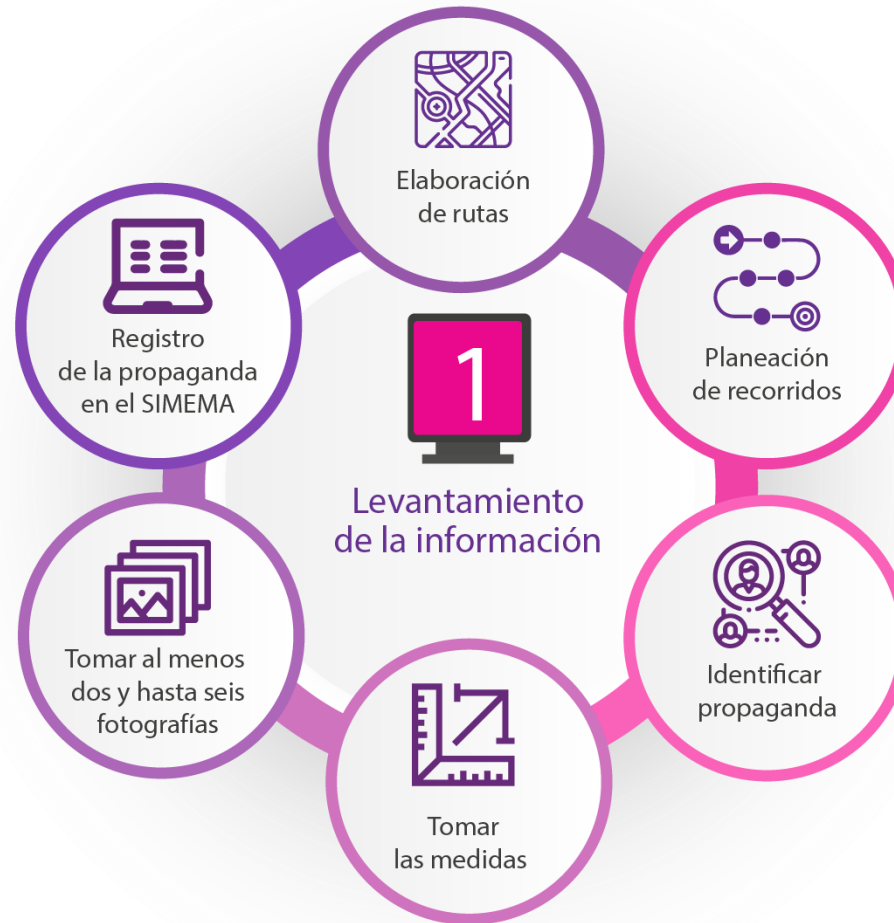 Elaboración
de rutas
Planeación
de recorridos
Identificar
propaganda
Tomar
las medidas
Tomar al menos
dos y hasta seis
fotografías
Registro
de la propaganda
en el SIMEMA
1
Levantamiento
de la información